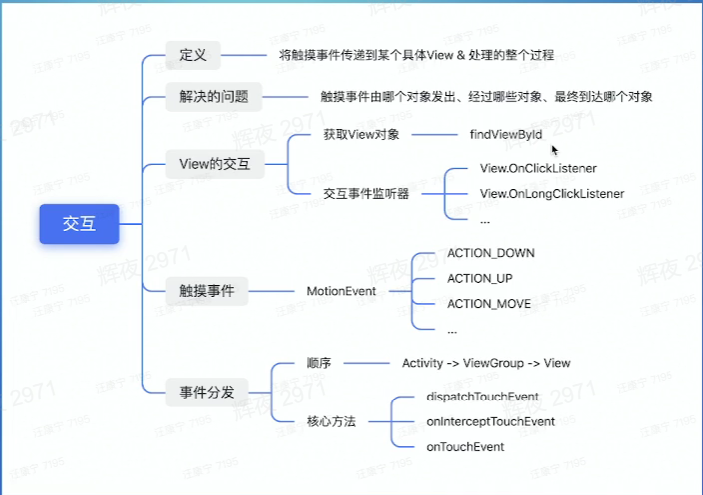 交互
定义
将触摸事件传递到某个具体View & 处理的整个过程
解决的问题
触摸事件由哪个对象发出、经过哪些对象、最终到达哪个对象
View的交互
获取View对象
findViewById
交互事件监听器
View.OnClickListener
View.OnLongClickListener
...
触摸事件
MotionEvent
ACTION_DOWN
ACTION_UP
ACTION_MOVE
...
事件分发
顺序
Activity -> ViewGroup -> View
核心方法
dispatchTouchEvent
onInterceptTouchEvent
onTouchEvent
辉夜 2971
汪康宁 7195